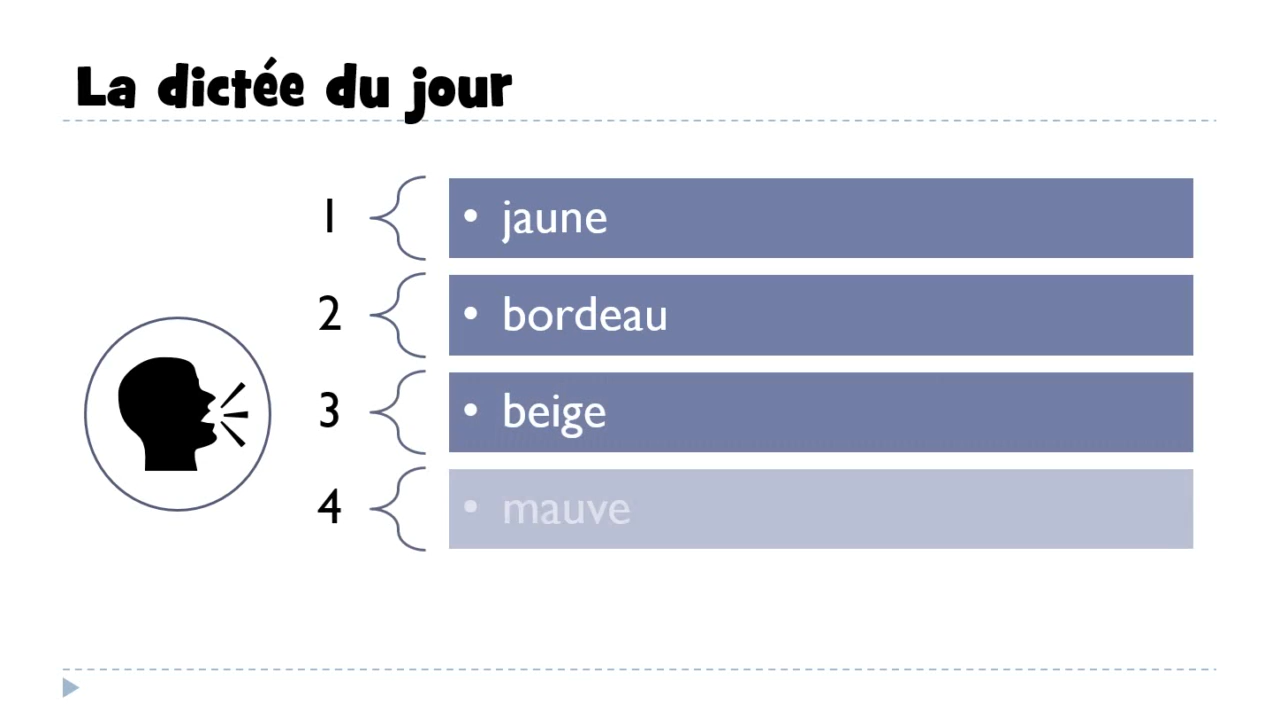 La dictée du jour
1
• jaune
2
• bordeau
3
• beige
4
• mauve